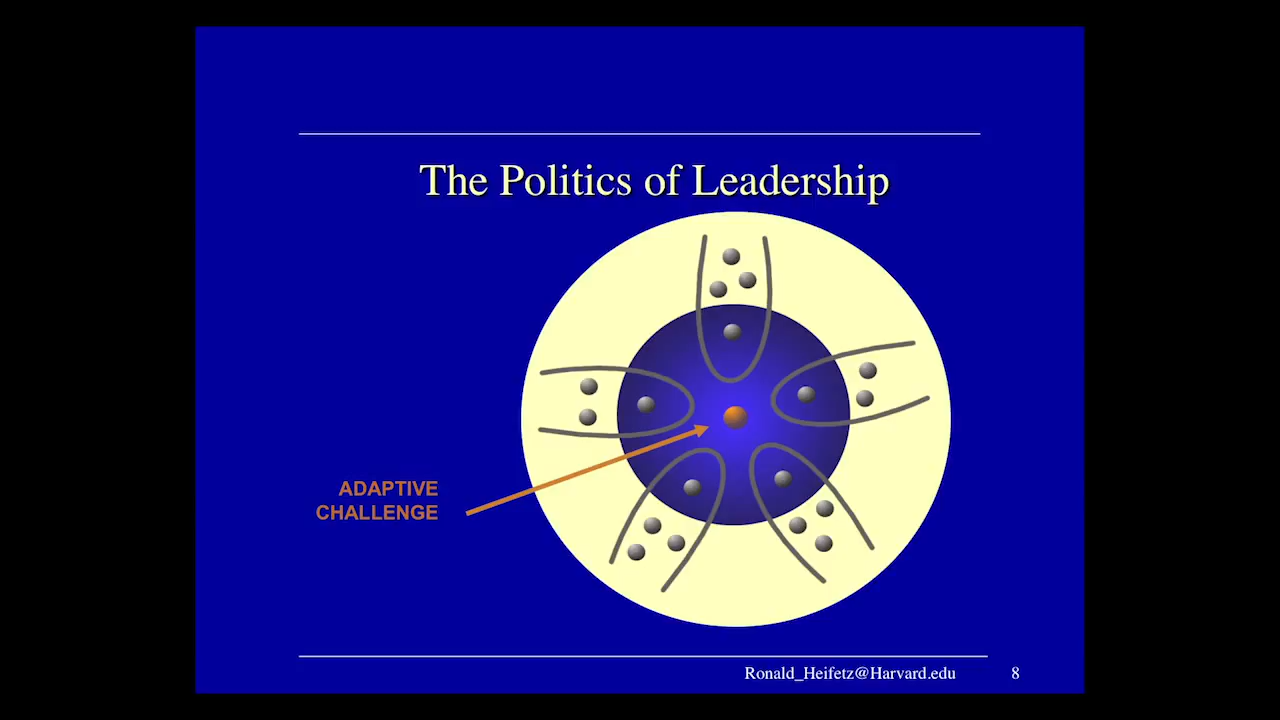 The Politics of Leadership
ADAPTIVE
CHALLENGE
Ronald_Heifetz@Harvard.edu
8